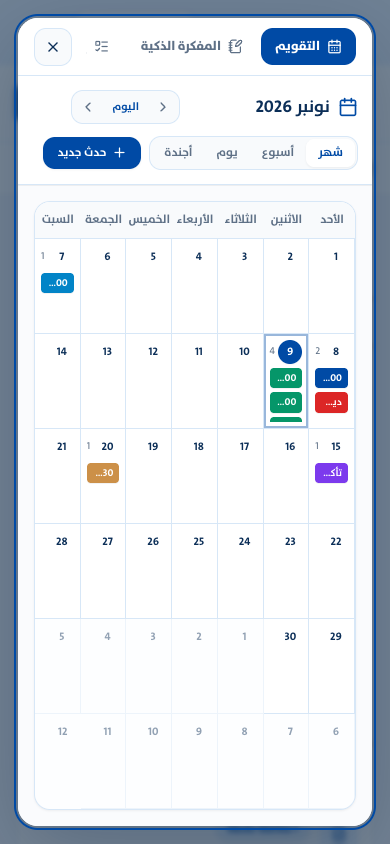 التقويم المفكرة الذكية
نونبر 2026 اليوم
شهر أسبوع يوم أجندة + حدث جديد
الأحد الاثنين الثلاثاء الأربعاء الخميس الجمعة السبت
1 2 3 4 5 6 7 1
00...
8 2 9 4 10 11 12 13 14
00... 00...
دي... 00...
15 1 16 17 18 19 20 1 21
تأك... 30...
22 23 24 25 26 27 28
29 30 1 2 3 4 5
6 7 8 9 10 11 12